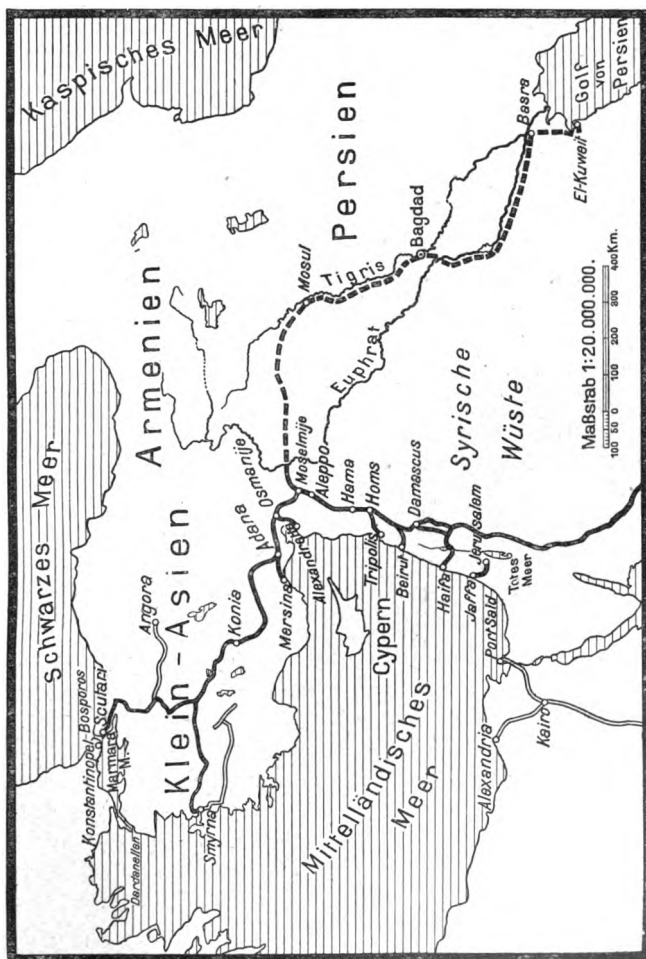 Kaspisches Meer
Schwarzes Meer
Armenien
Persien
Klein-Asien
Konstantinopel-Bosporos
Scutari
Marmara
M.
Dardanellen
Angora
Smyrna
Konia
Adana
Osmanije
Mersina
Alexandrette
Moselmije
Aleppo
Hama
Homs
Tripolis
Beirut
Damascus
Haifa
Jaffa
Jerusalem
Totes
Meer
Cypern
Mittelländisches
Meer
Port Said
Alexandria
Kairo
Mosul
Tigris
Euphrat
Bagdad
Syrische
Wüste
Basra
El-Kuweit
Golf
von
Persien
Maßstab 1:20.000.000.
100 50 0 100 200 300 400 Km.